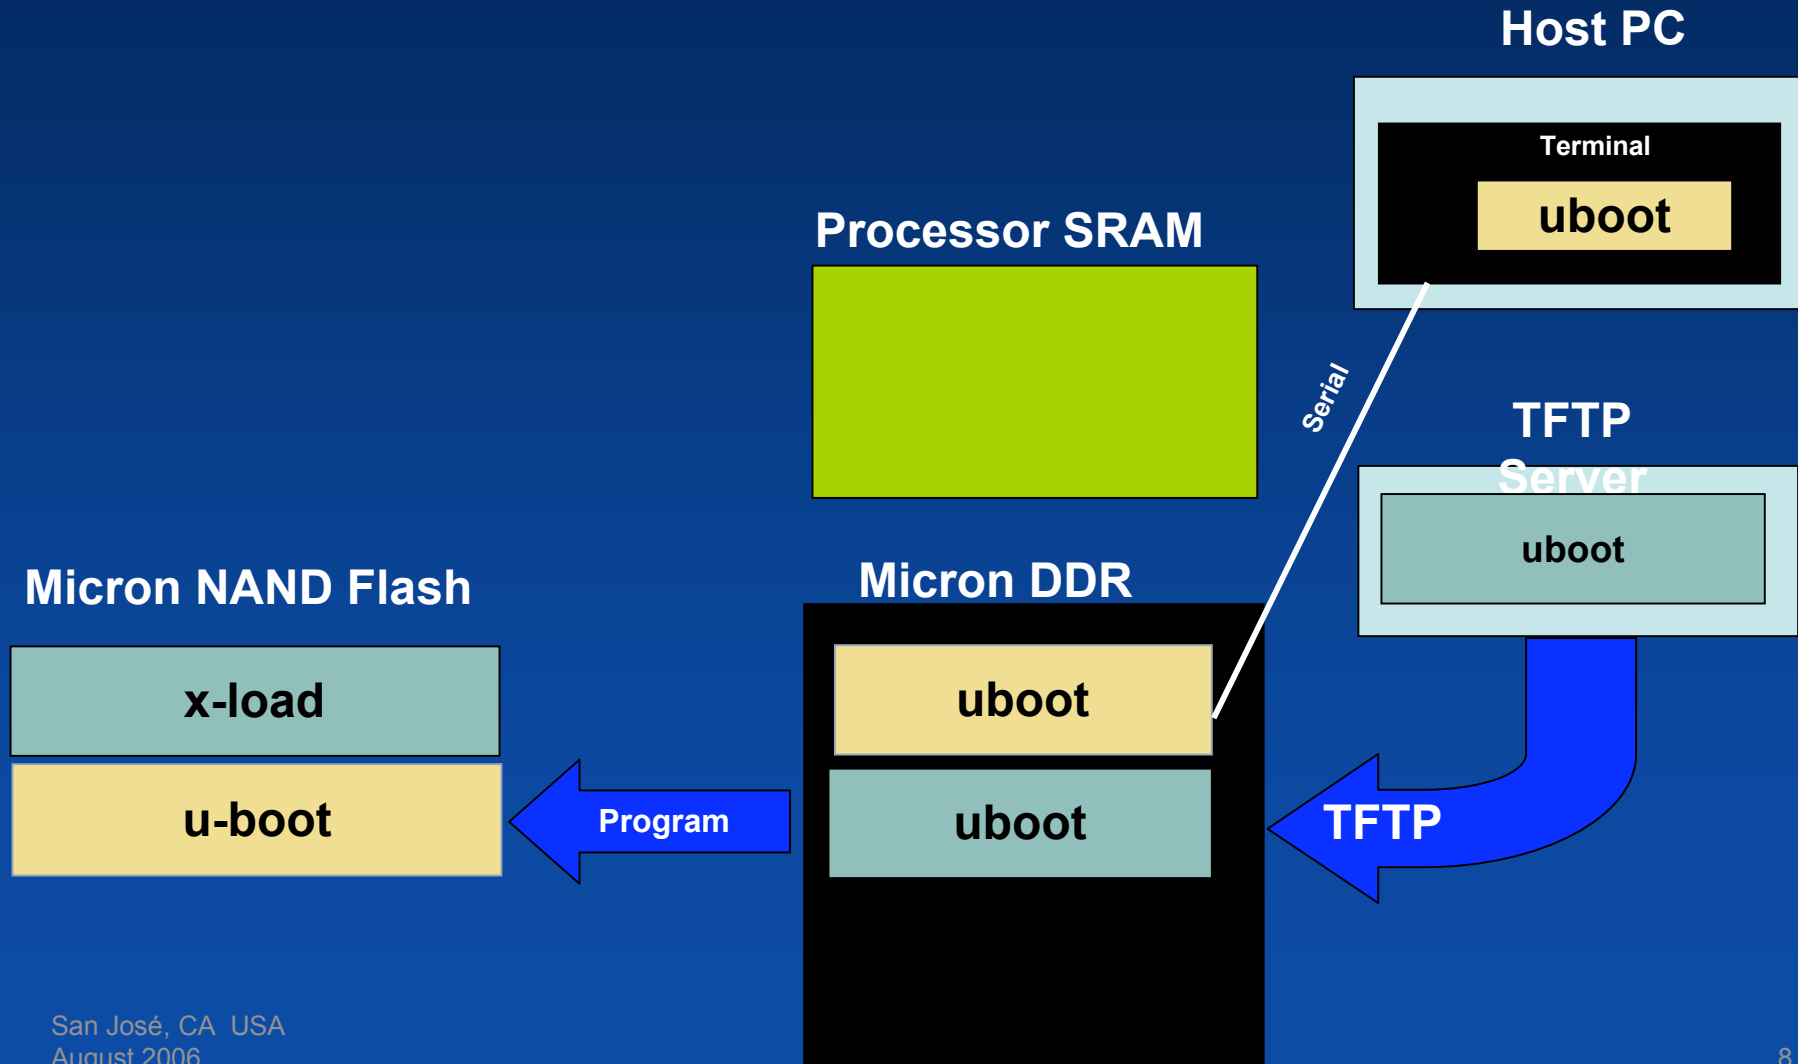 Host PC
Terminal
uboot
Processor SRAM
Serial
TFTP
Server
uboot
Micron NAND Flash
Micron DDR
x-load
uboot
u-boot
Program
uboot
TFTP
San José, CA USA
August 2006
8